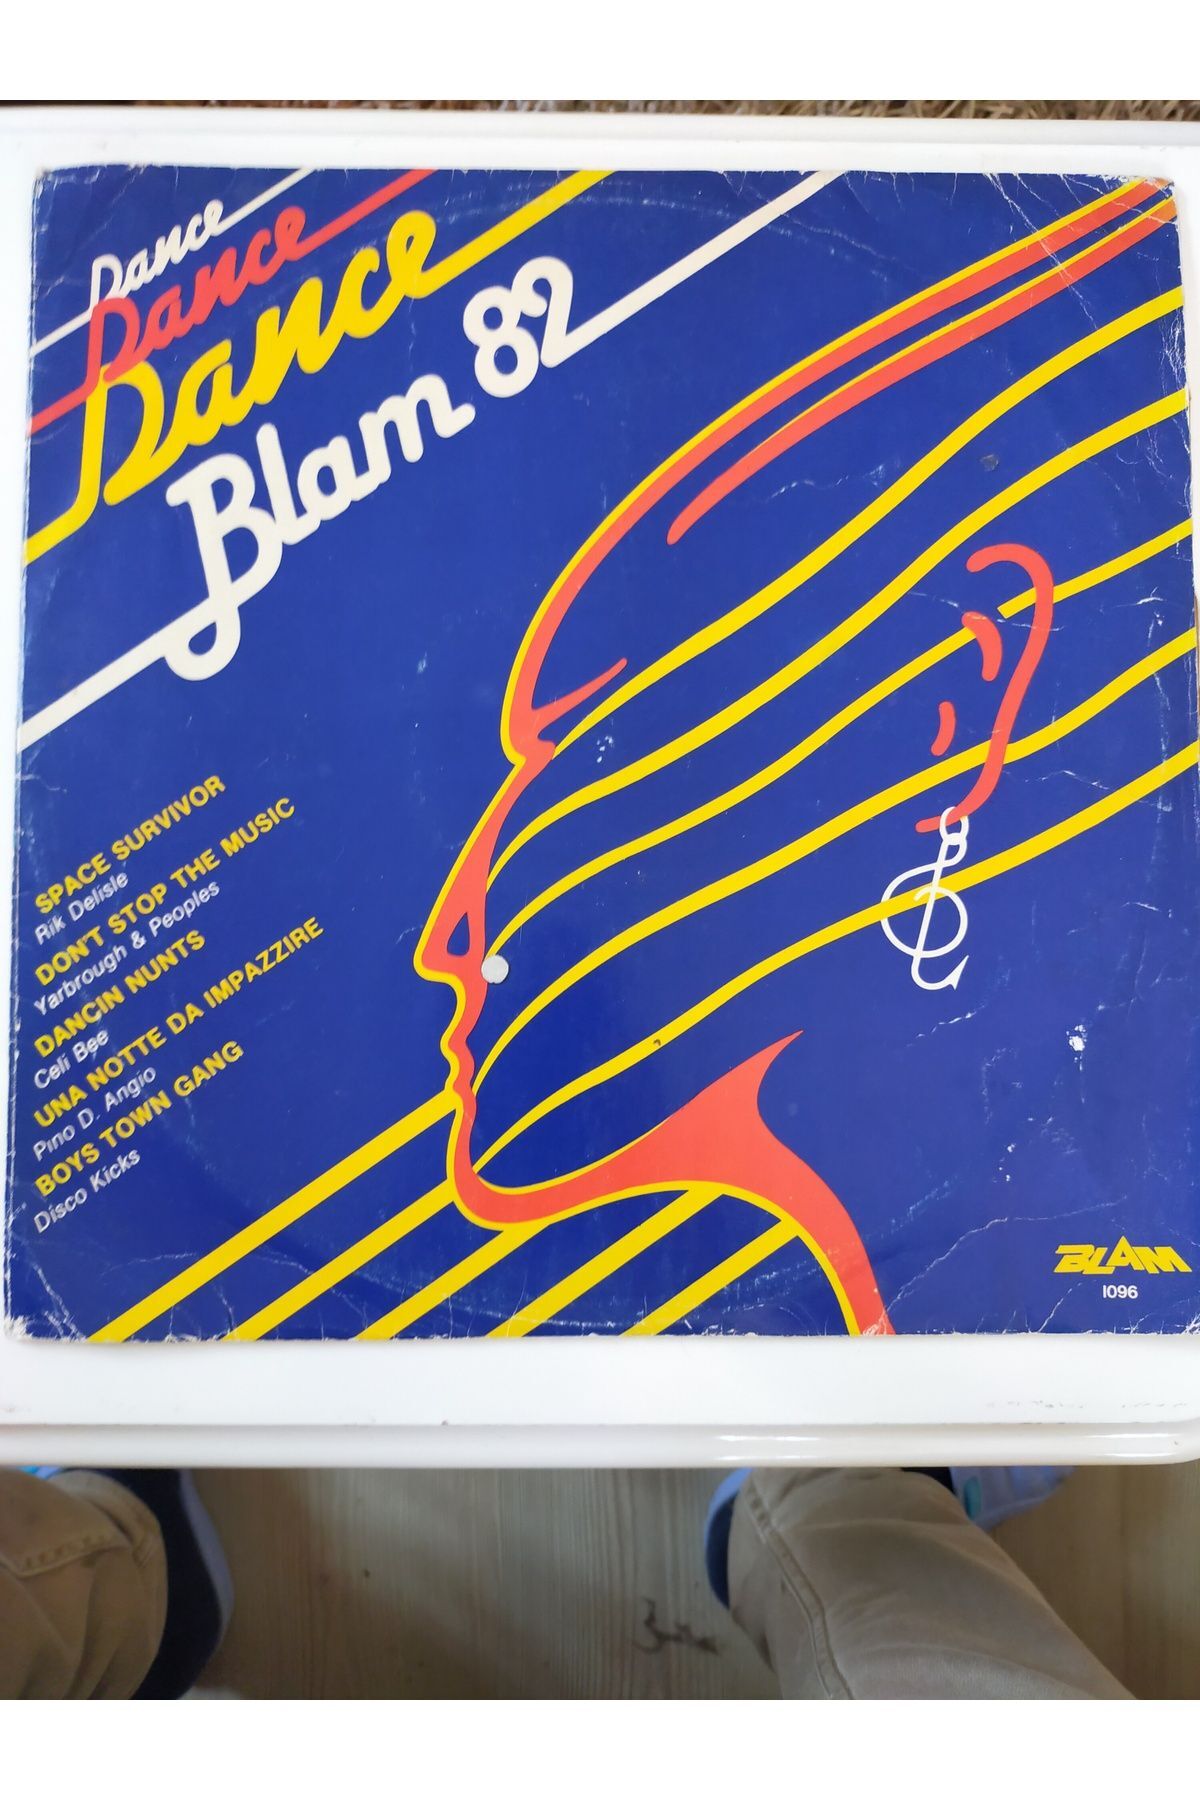 Dance
Dance
Dance
Blam 82
SPACE SURVIVOR
Rik Delisle
DON'T STOP THE MUSIC
Yarbrough & Peoples
DANCIN NUNTS
Celi Bee
UNA NOTTE DA IMPAZZIRE
Pino D. Angio
BOYS TOWN GANG
Disco Kicks
BLAM
1096